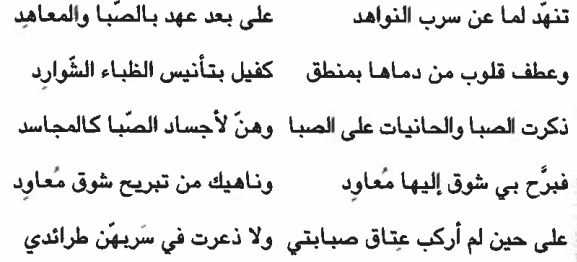 تنهّد لما عن سرب النواهد على بعد عهد بالصّبا والمعاهدِ
وعطف قلوب من دماها بمنطق كفيل بتأنيس الظباء الشّوارِد
ذكرت الصبا والحانيات على الصبا وهنّ لأجساد الصّبا كالمجاسد
فبرَّح بي شوق إليها مُعاوِد وناهيك من تبريح شوق مُعاوِد
على حين لم أركب عِتاق صبابتي ولا ذعرت في سَربهّن طرائدي